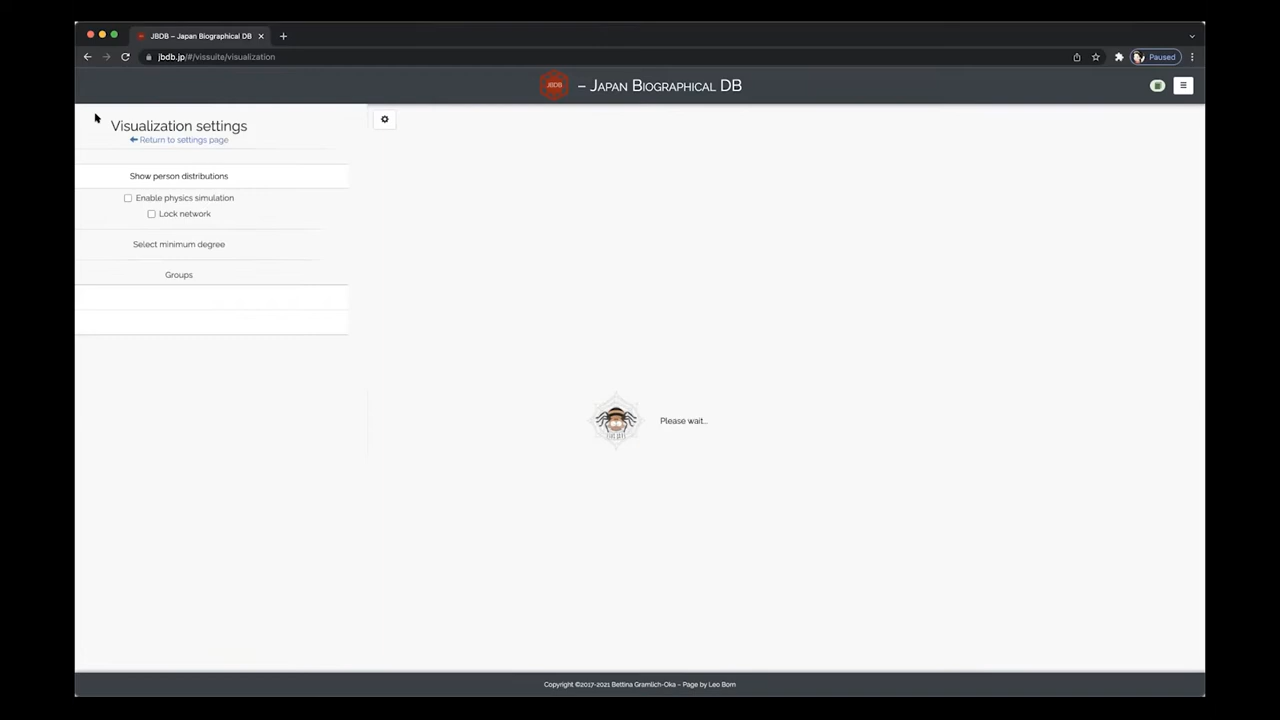 JBDB – Japan Biographical DB
jbdb.jp/#/vissuite/visualization
Paused
JBDB – Japan Biographical DB
Visualization settings
Return to settings page
Show person distributions
Enable physics simulation
Lock network
Select minimum degree
Groups
Please wait...
Copyright ©2017-2021 Bettina Gramlich-Oka – Page by Leo Born